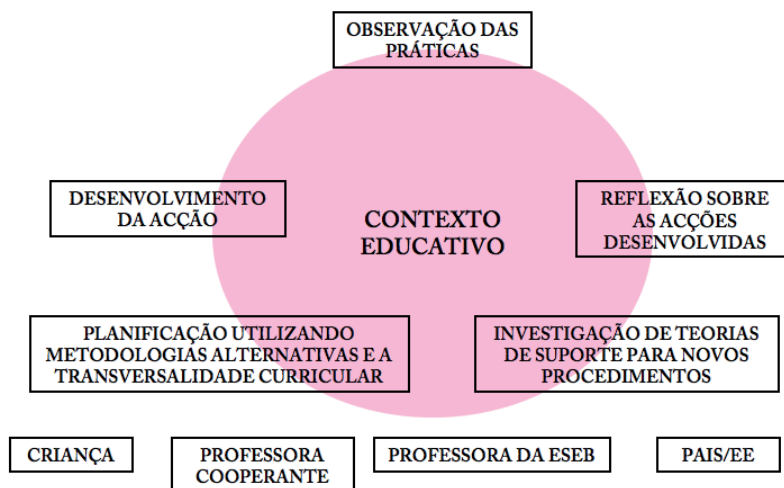 OBSERVAÇÃO DAS
PRÁTICAS
DESENVOLVIMENTO
DA ACÇÃO
CONTEXTO
EDUCATIVO
REFLEXÃO SOBRE
AS ACÇÕES
DESENVOLVIDAS
PLANIFICAÇÃO UTILIZANDO
METODOLOGIAS ALTERNATIVAS E A
TRANSVERSALIDADE CURRICULAR
INVESTIGAÇÃO DE TEORIAS
DE SUPORTE PARA NOVOS
PROCEDIMENTOS
CRIANÇA
PROFESSORA
COOPERANTE
PROFESSORA DA ESEB
PAIS/EE